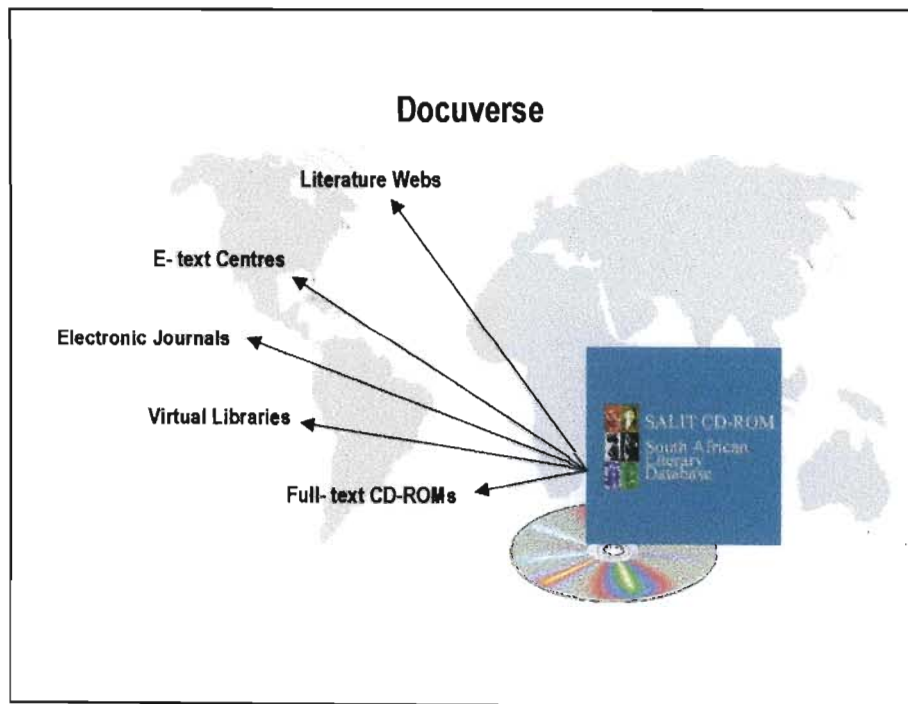 Docuverse
Literature Webs
E- text Centres
Electronic Journals
Virtual Libraries
Full- text CD-ROMs
SALIT CD-ROM
South African
Literary
Database